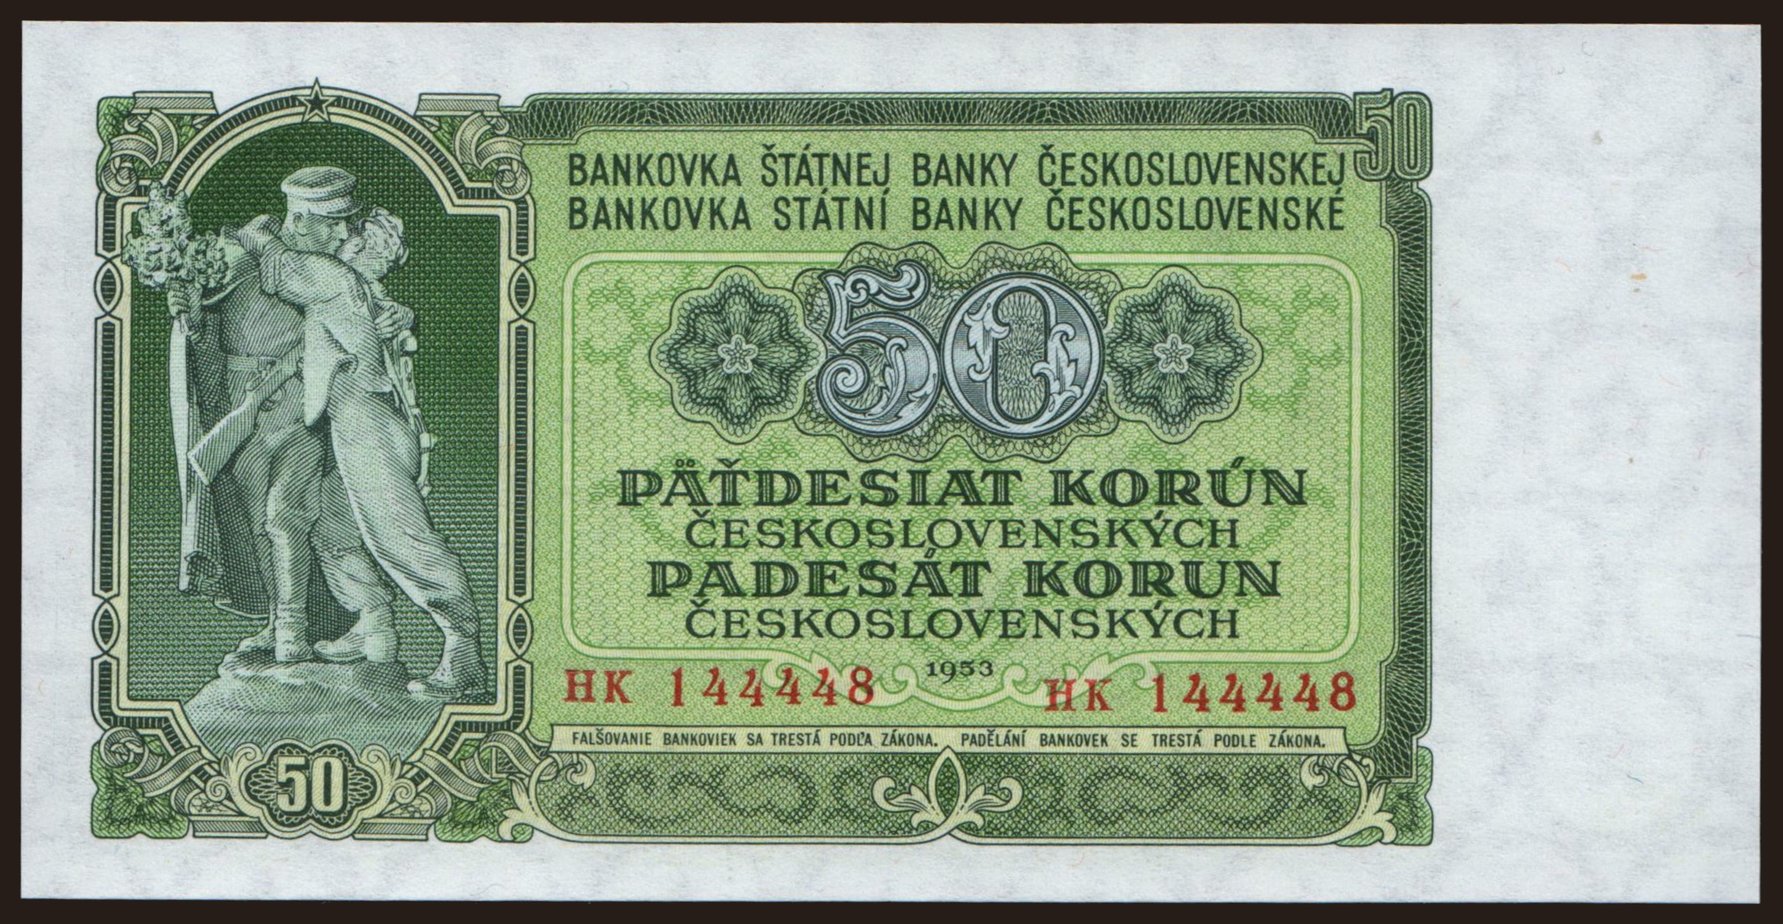 50
BANKOVKA ŠTÁTNEJ BANKY ČESKOSLOVENSKEJ
BANKOVKA STÁTNÍ BANKY ČESKOSLOVENSKÉ
50
PÄŤDESIAT KORÚN
ČESKOSLOVENSKÝCH
PADESÁT KORUN
ČESKOSLOVENSKÝCH
1953
HK 144448 HK 144448
FALŠOVANIE BANKOVIEK SA TRESTÁ PODĽA ZÁKONA. PADĚLÁNÍ BANKOVEK SE TRESTÁ PODLE ZÁKONA.
50